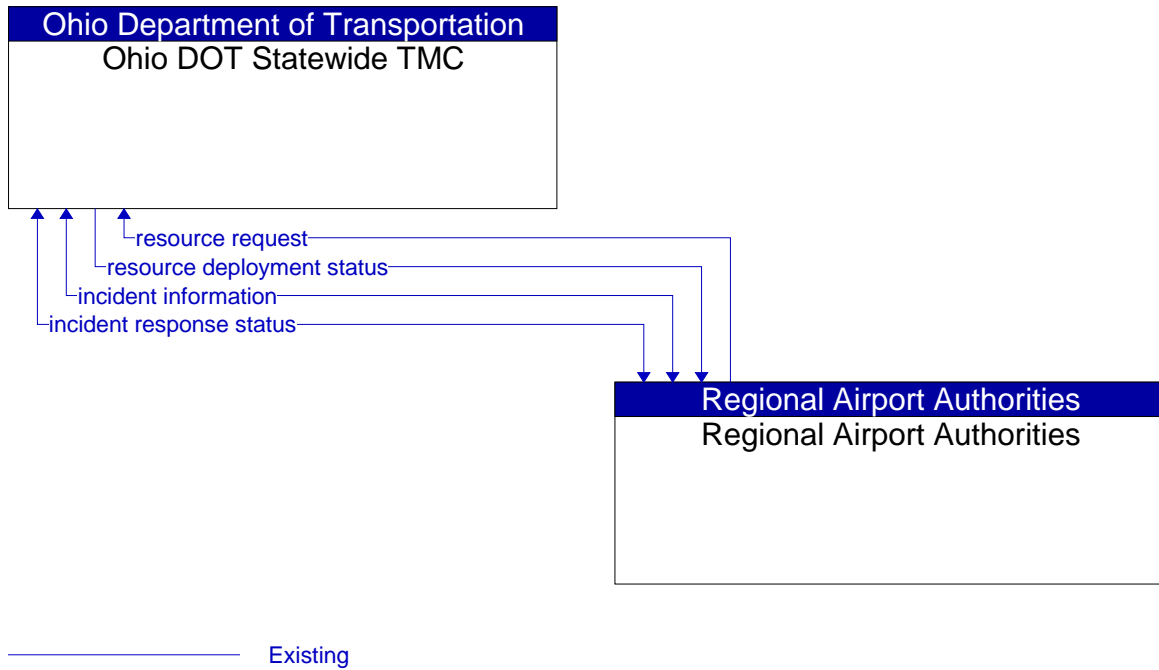 Ohio Department of Transportation
Ohio DOT Statewide TMC
resource request
resource deployment status
incident information
incident response status
Regional Airport Authorities
Regional Airport Authorities
Existing